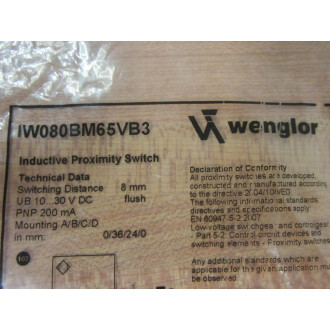 IW080BM65VB3
wenglor
Inductive Proximity Switch
Technical Data
Switching Distance 8 mm
UB 10...30 V DC flush
PNP 200 mA
Mounting A/B/C/D
in mm: 0/36/24/0
Declaration of Conformity
All proximity switches are developed,
constructed and manufactured according
to the directive 2004/108/EG.
The following informational standards
directives and specifications apply
EN 60947-5-2:2007
Low-voltage switchgear and controlgear
- Part 5-2: Control circuit devices and
switching elements - Proximity switches
Any additional standards which are
applicable for the given application must
be